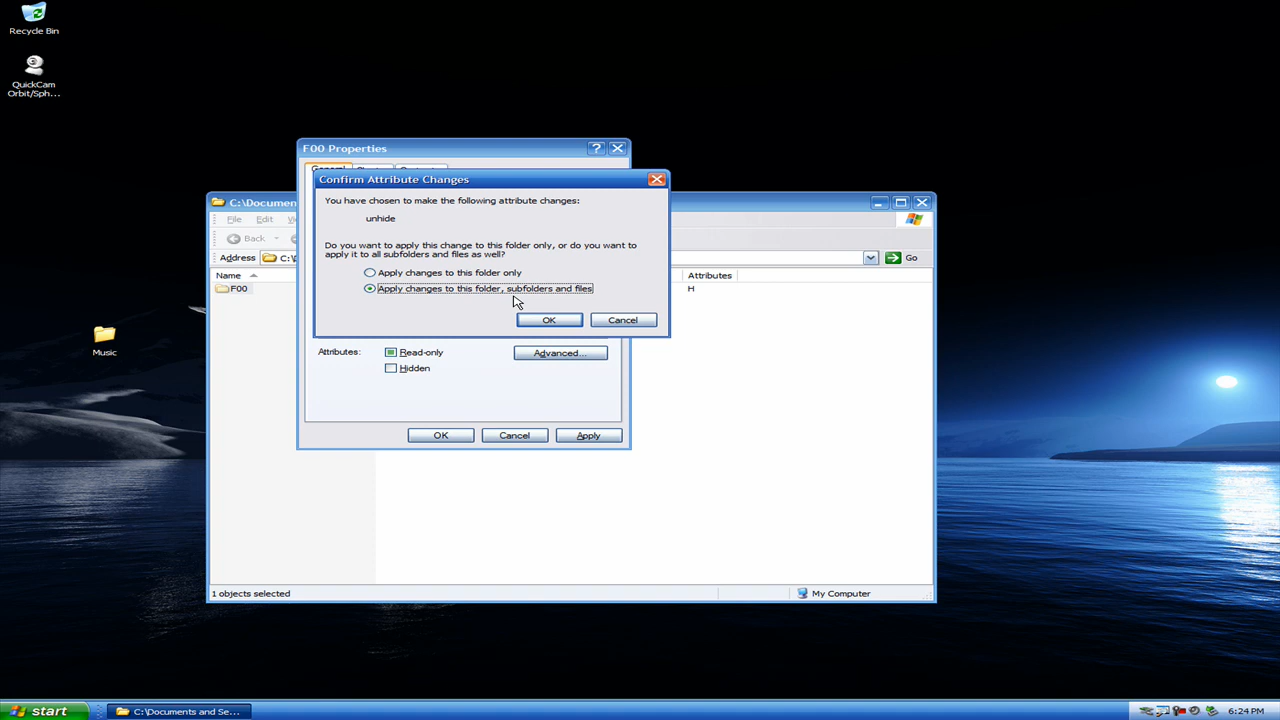 Recycle Bin
QuickCam
Orbit/Sph...
Music
F00 Properties
Confirm Attribute Changes
You have chosen to make the following attribute changes:
unhide
Do you want to apply this change to this folder only, or do you want to
apply it to all subfolders and files as well?
Apply changes to this folder only
Apply changes to this folder, subfolders and files
OK Cancel
Attributes: Read-only Advanced...
Hidden
OK Cancel Apply
C:\Documen
File Edit
Back
Address C:\ Go
Name Attributes
F00 H
1 objects selected My Computer
start C:\Documents and Se... 6:24 PM